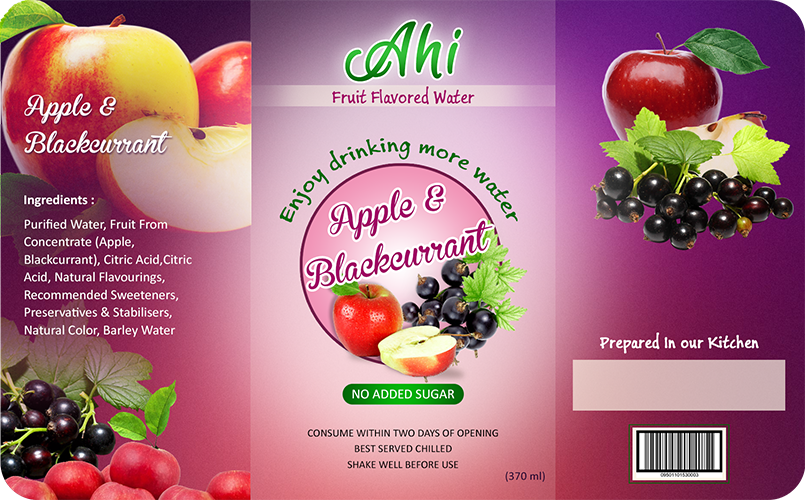 Apple &
Blackcurrant
Ingredients :
Purified Water, Fruit From
Concentrate (Apple,
Blackcurrant), Citric Acid,Citric
Acid, Natural Flavourings,
Recommended Sweeteners,
Preservatives & Stabilisers,
Natural Color, Barley Water
Ahi
Fruit Flavored Water
Enjoy drinking more water
Apple &
Blackcurrant
NO ADDED SUGAR
CONSUME WITHIN TWO DAYS OF OPENING
BEST SERVED CHILLED
SHAKE WELL BEFORE USE
(370 ml)
Prepared In our Kitchen
09501101530003